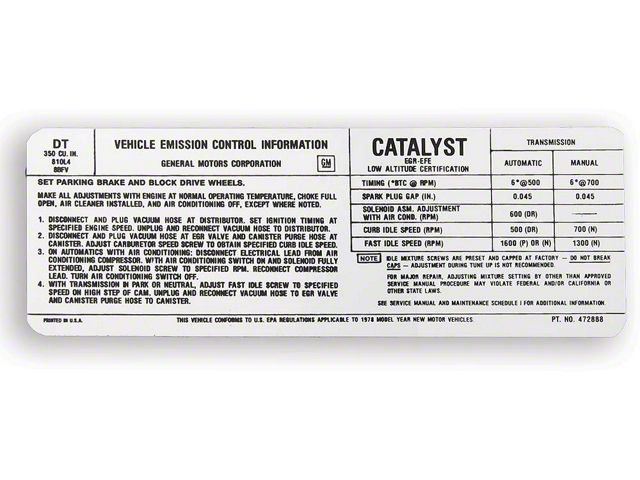 DT
350 CU. IN.
810L4
8BFV
VEHICLE EMISSION CONTROL INFORMATION
GENERAL MOTORS CORPORATION
GM
SET PARKING BRAKE AND BLOCK DRIVE WHEELS.
MAKE ALL ADJUSTMENTS WITH ENGINE AT NORMAL OPERATING TEMPERATURE, CHOKE FULL
OPEN, AIR CLEANER INSTALLED, AND AIR CONDITIONING OFF, EXCEPT WHERE NOTED.
1. DISCONNECT AND PLUG VACUUM HOSE AT DISTRIBUTOR. SET IGNITION TIMING AT
SPECIFIED ENGINE SPEED. UNPLUG AND RECONNECT VACUUM HOSE TO DISTRIBUTOR.
2. DISCONNECT AND PLUG VACUUM HOSE AT EGR VALVE AND CANISTER PURGE HOSE AT
CANISTER. ADJUST CARBURETOR SPEED SCREW TO OBTAIN SPECIFIED CURB IDLE SPEED.
3. ON AUTOMATICS WITH AIR CONDITIONING: DISCONNECT ELECTRICAL LEAD FROM AIR
CONDITIONING COMPRESSOR. WITH AIR CONDITIONING SWITCH ON AND SOLENOID FULLY
EXTENDED, ADJUST SOLENOID SCREW TO SPECIFIED RPM. RECONNECT COMPRESSOR
LEAD. TURN AIR CONDITIONING SWITCH OFF.
4. WITH TRANSMISSION IN PARK OR NEUTRAL, ADJUST FAST IDLE SCREW TO SPECIFIED
SPEED ON HIGH STEP OF CAM. UNPLUG AND RECONNECT VACUUM HOSE TO EGR VALVE
AND CANISTER PURGE HOSE TO CANISTER.
CATALYST
EGR-EFE
LOW ALTITUDE CERTIFICATION
TRANSMISSION
AUTOMATIC MANUAL
TIMING (°BTC @ RPM) 6°@500 6°@700
SPARK PLUG GAP (IN.) 0.045 0.045
SOLENOID ASM. ADJUSTMENT
WITH AIR COND. (RPM) 600 (DR) ——
CURB IDLE SPEED (RPM) 500 (DR) 700 (N)
FAST IDLE SPEED (RPM) 1600 (P) OR (N) 1300 (N)
NOTE IDLE MIXTURE SCREWS ARE PRESET AND CAPPED AT FACTORY — DO NOT BREAK
CAPS — ADJUSTMENT DURING TUNE UP IS NOT RECOMMENDED.
FOR MAJOR REPAIR, ADJUSTING MIXTURE SETTING BY OTHER THAN APPROVED
SERVICE MANUAL PROCEDURE MAY VIOLATE FEDERAL AND/OR CALIFORNIA OR
OTHER STATE LAWS.
SEE SERVICE MANUAL AND MAINTENANCE SCHEDULE I FOR ADDITIONAL INFORMATION.
PRINTED IN U.S.A. THIS VEHICLE CONFORMS TO U.S. EPA REGULATIONS APPLICABLE TO 1978 MODEL YEAR NEW MOTOR VEHICLES. PT. NO. 472888